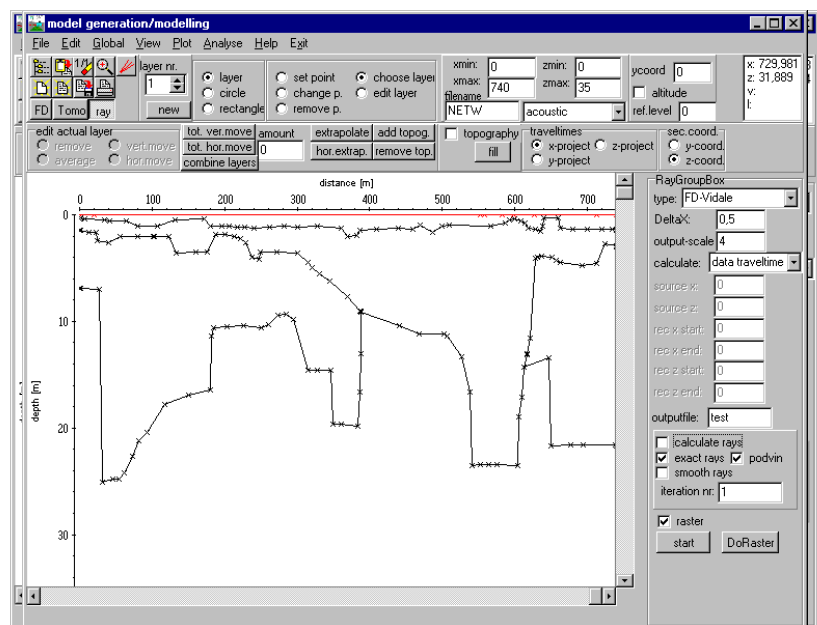 model generation/modelling
File Edit Global View Plot Analyse Help Exit
layer nr.
1
new
FD Tomo ray
layer
circle
rectangle
set point
change p.
remove p.
choose layer
edit layer
xmin: 0
zmin: 0
xmax: 740
zmax: 35
filename
NETW
acoustic
ycoord 0
altitude
ref.level 0
x: 729,981
z: 31,889
v:
l:
edit actual layer
remove
vert.move
average
hor.move
tot. ver.move
tot. hor.move
combine layers
amount
0
extrapolate
add topog.
hor.extrap.
remove top.
topography
fill
traveltimes
x-project
z-project
y-project
sec.coord.
y-coord.
z-coord.
distance [m]
0 100 200 300 400 500 600 700
0
10
20
30
depth [m]
RayGroupBox
type: FD-Vidale
DeltaX: 0,5
output-scale 4
calculate: data traveltime
source x: 0
source z: 0
rec x start: 0
rec x end: 0
rec z start: 0
rec z end: 0
outputfile: test
calculate rays
exact rays
podvin
smooth rays
iteration nr: 1
raster
start
DoRaster